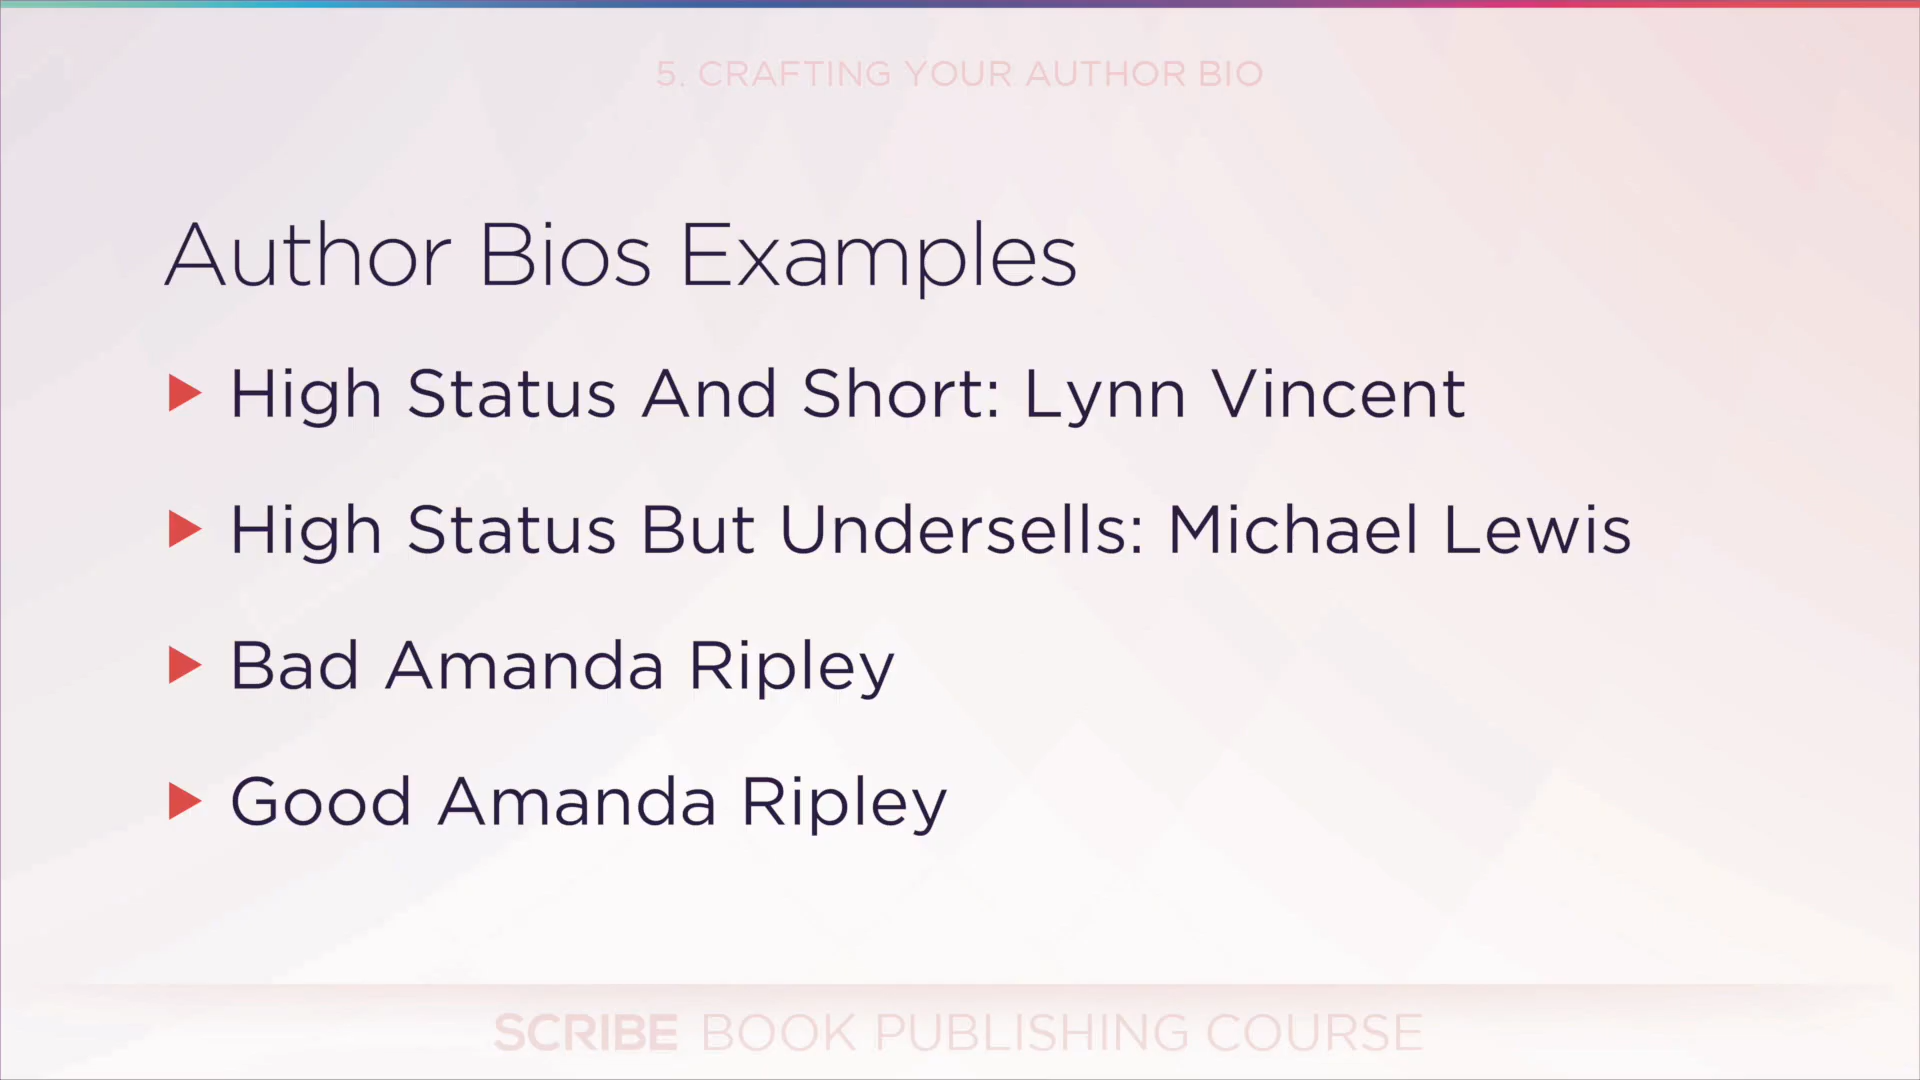 5. CRAFTING YOUR AUTHOR BIO
Author Bios Examples
High Status And Short: Lynn Vincent
High Status But Undersells: Michael Lewis
Bad Amanda Ripley
Good Amanda Ripley
SCRIBE BOOK PUBLISHING COURSE